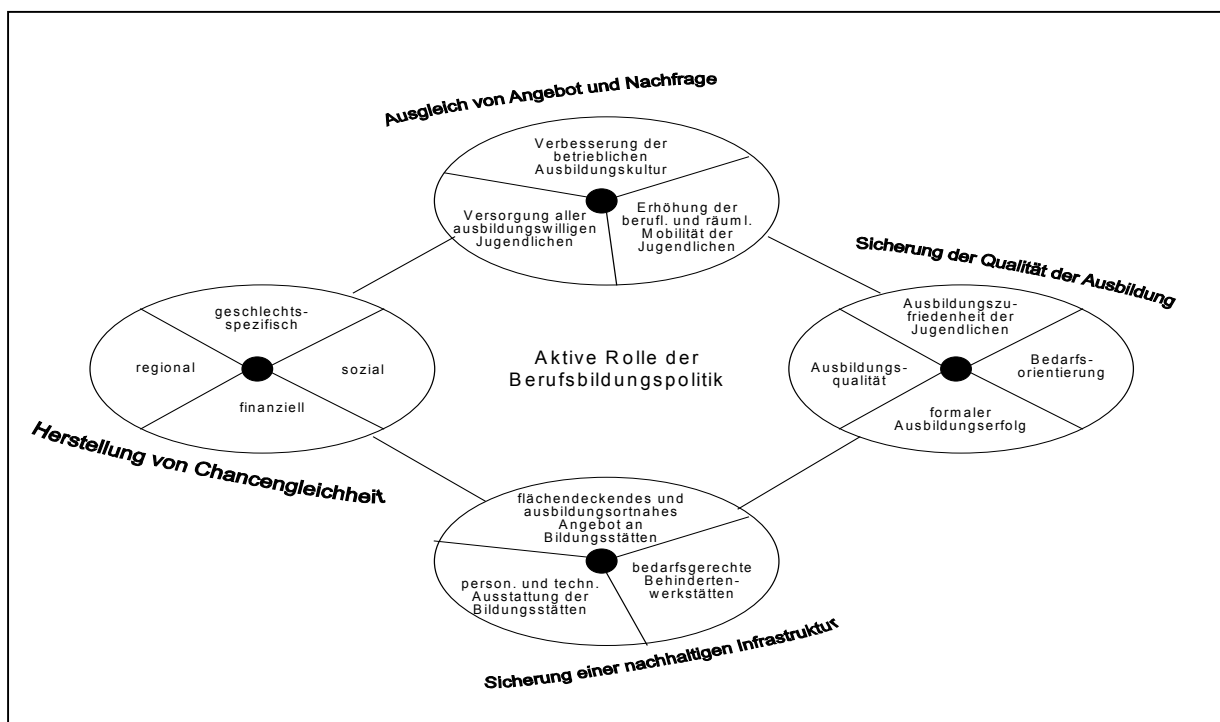 Ausgleich von Angebot und Nachfrage
Verbesserung der
betrieblichen
Ausbildungskultur
Versorgung aller
ausbildungswilligen
Jugendlichen
Erhöhung der
berufl. und räuml.
Mobilität der
Jugendlichen
Sicherung der Qualität der Ausbildung
Ausbildungszu-
friedenheit der
Jugendlichen
Ausbildungs-
qualität
Bedarfs-
orientierung
formaler
Ausbildungserfolg
geschlechts-
spezifisch
regional
sozial
finanziell
Herstellung von Chancengleichheit
Aktive Rolle der
Berufsbildungspolitik
flächendeckendes und
ausbildungsortnahes
Angebot an
Bildungsstätten
person. und techn.
Ausstattung der
Bildungsstätten
bedarfsgerechte
Behinderten-
werkstätten
Sicherung einer nachhaltigen Infrastruktur